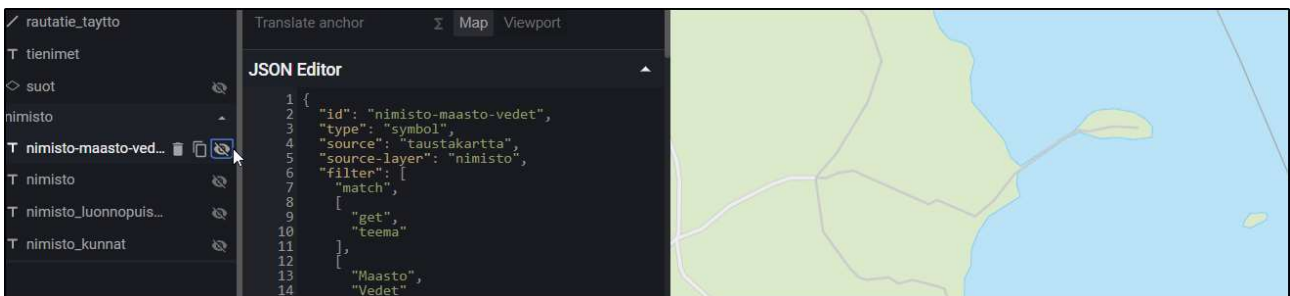 rautatie_taytto
tienimet
suot
nimisto
nimisto-maasto-ved...
nimisto
nimisto_luonnopuis...
nimisto_kunnat
Translate anchor
Map Viewport
JSON Editor
1 {
2 "id": "nimisto-maasto-vedet",
3 "type": "symbol",
4 "source": "taustakartta",
5 "source-layer": "nimisto",
6 "filter": [
7 "match",
8 [
9 "get",
10 "teema"
11 ],
12 [
13 "Maasto",
14 "Vedet"